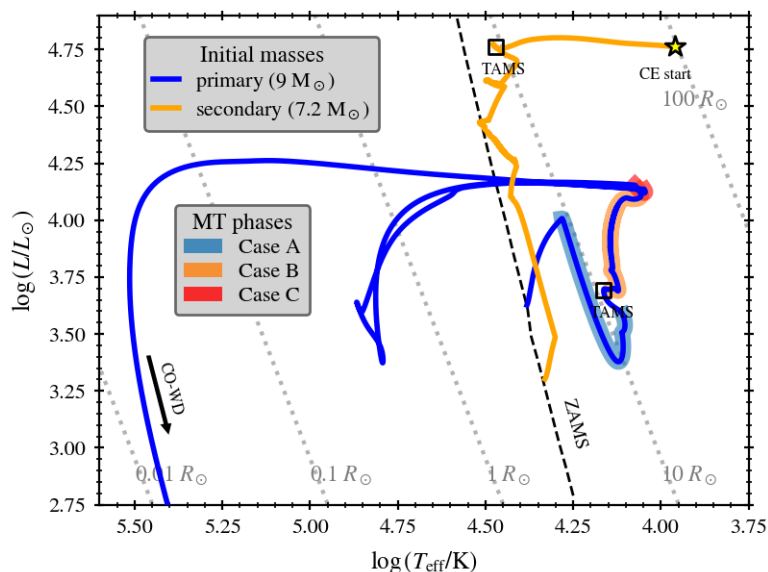 Initial masses
primary (9 M⊙)
secondary (7.2 M⊙)
TAMS
CE start
100 R⊙
MT phases
Case A
Case B
Case C
TAMS
CO-WD
ZAMS
0.01 R⊙
0.1 R⊙
1 R⊙
10 R⊙
4.75
4.50
4.25
4.00
3.75
3.50
3.25
3.00
2.75
log(L/L⊙)
5.50
5.25
5.00
4.75
4.50
4.25
4.00
3.75
log(Teff/K)